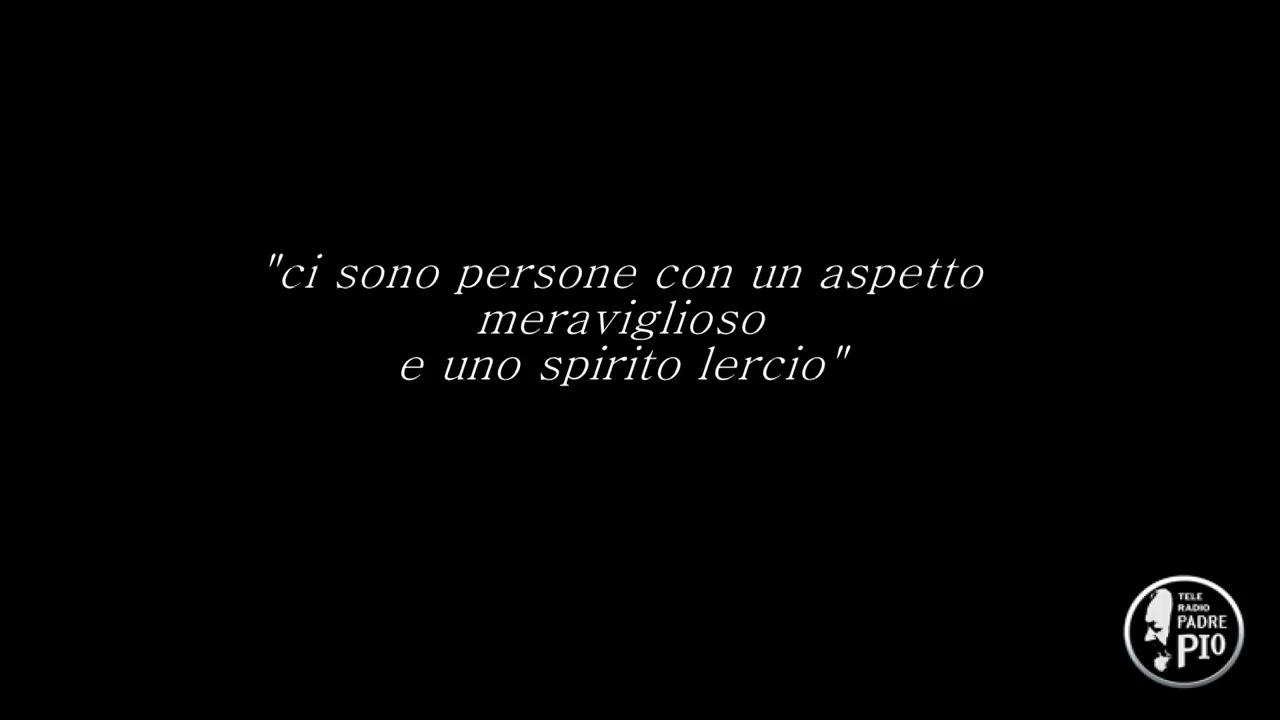 "ci sono persone con un aspetto
meraviglioso
e uno spirito lercio"
TELE
RADIO
PADRE
PIO